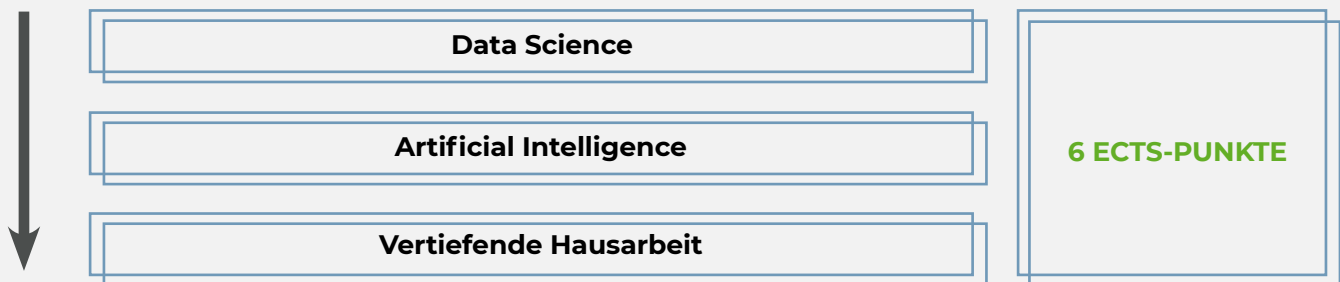 Data Science
Artificial Intelligence
6 ECTS-PUNKTE
Vertiefende Hausarbeit